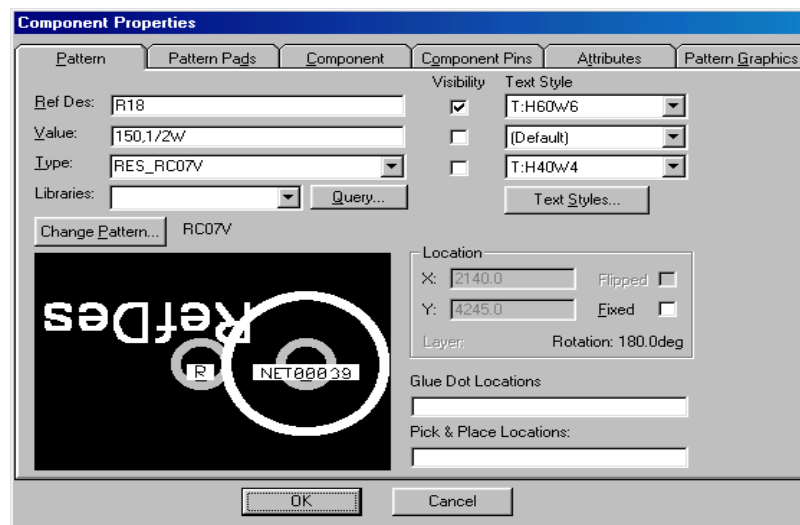 Component Properties
Pattern Pattern Pads Component Component Pins Attributes Pattern Graphics
Visibility Text Style
Ref Des: R18 T:H60W6
Value: 150,1/2W (Default)
Type: RES_RC07V T:H40W4
Libraries: Query... Text Styles...
Change Pattern... RC07V
Location
X: 2140.0 Flipped
Y: 4245.0 Fixed
Layer: Rotation: 180.0deg
RefDes
R NET00039
Glue Dot Locations
Pick & Place Locations:
OK Cancel